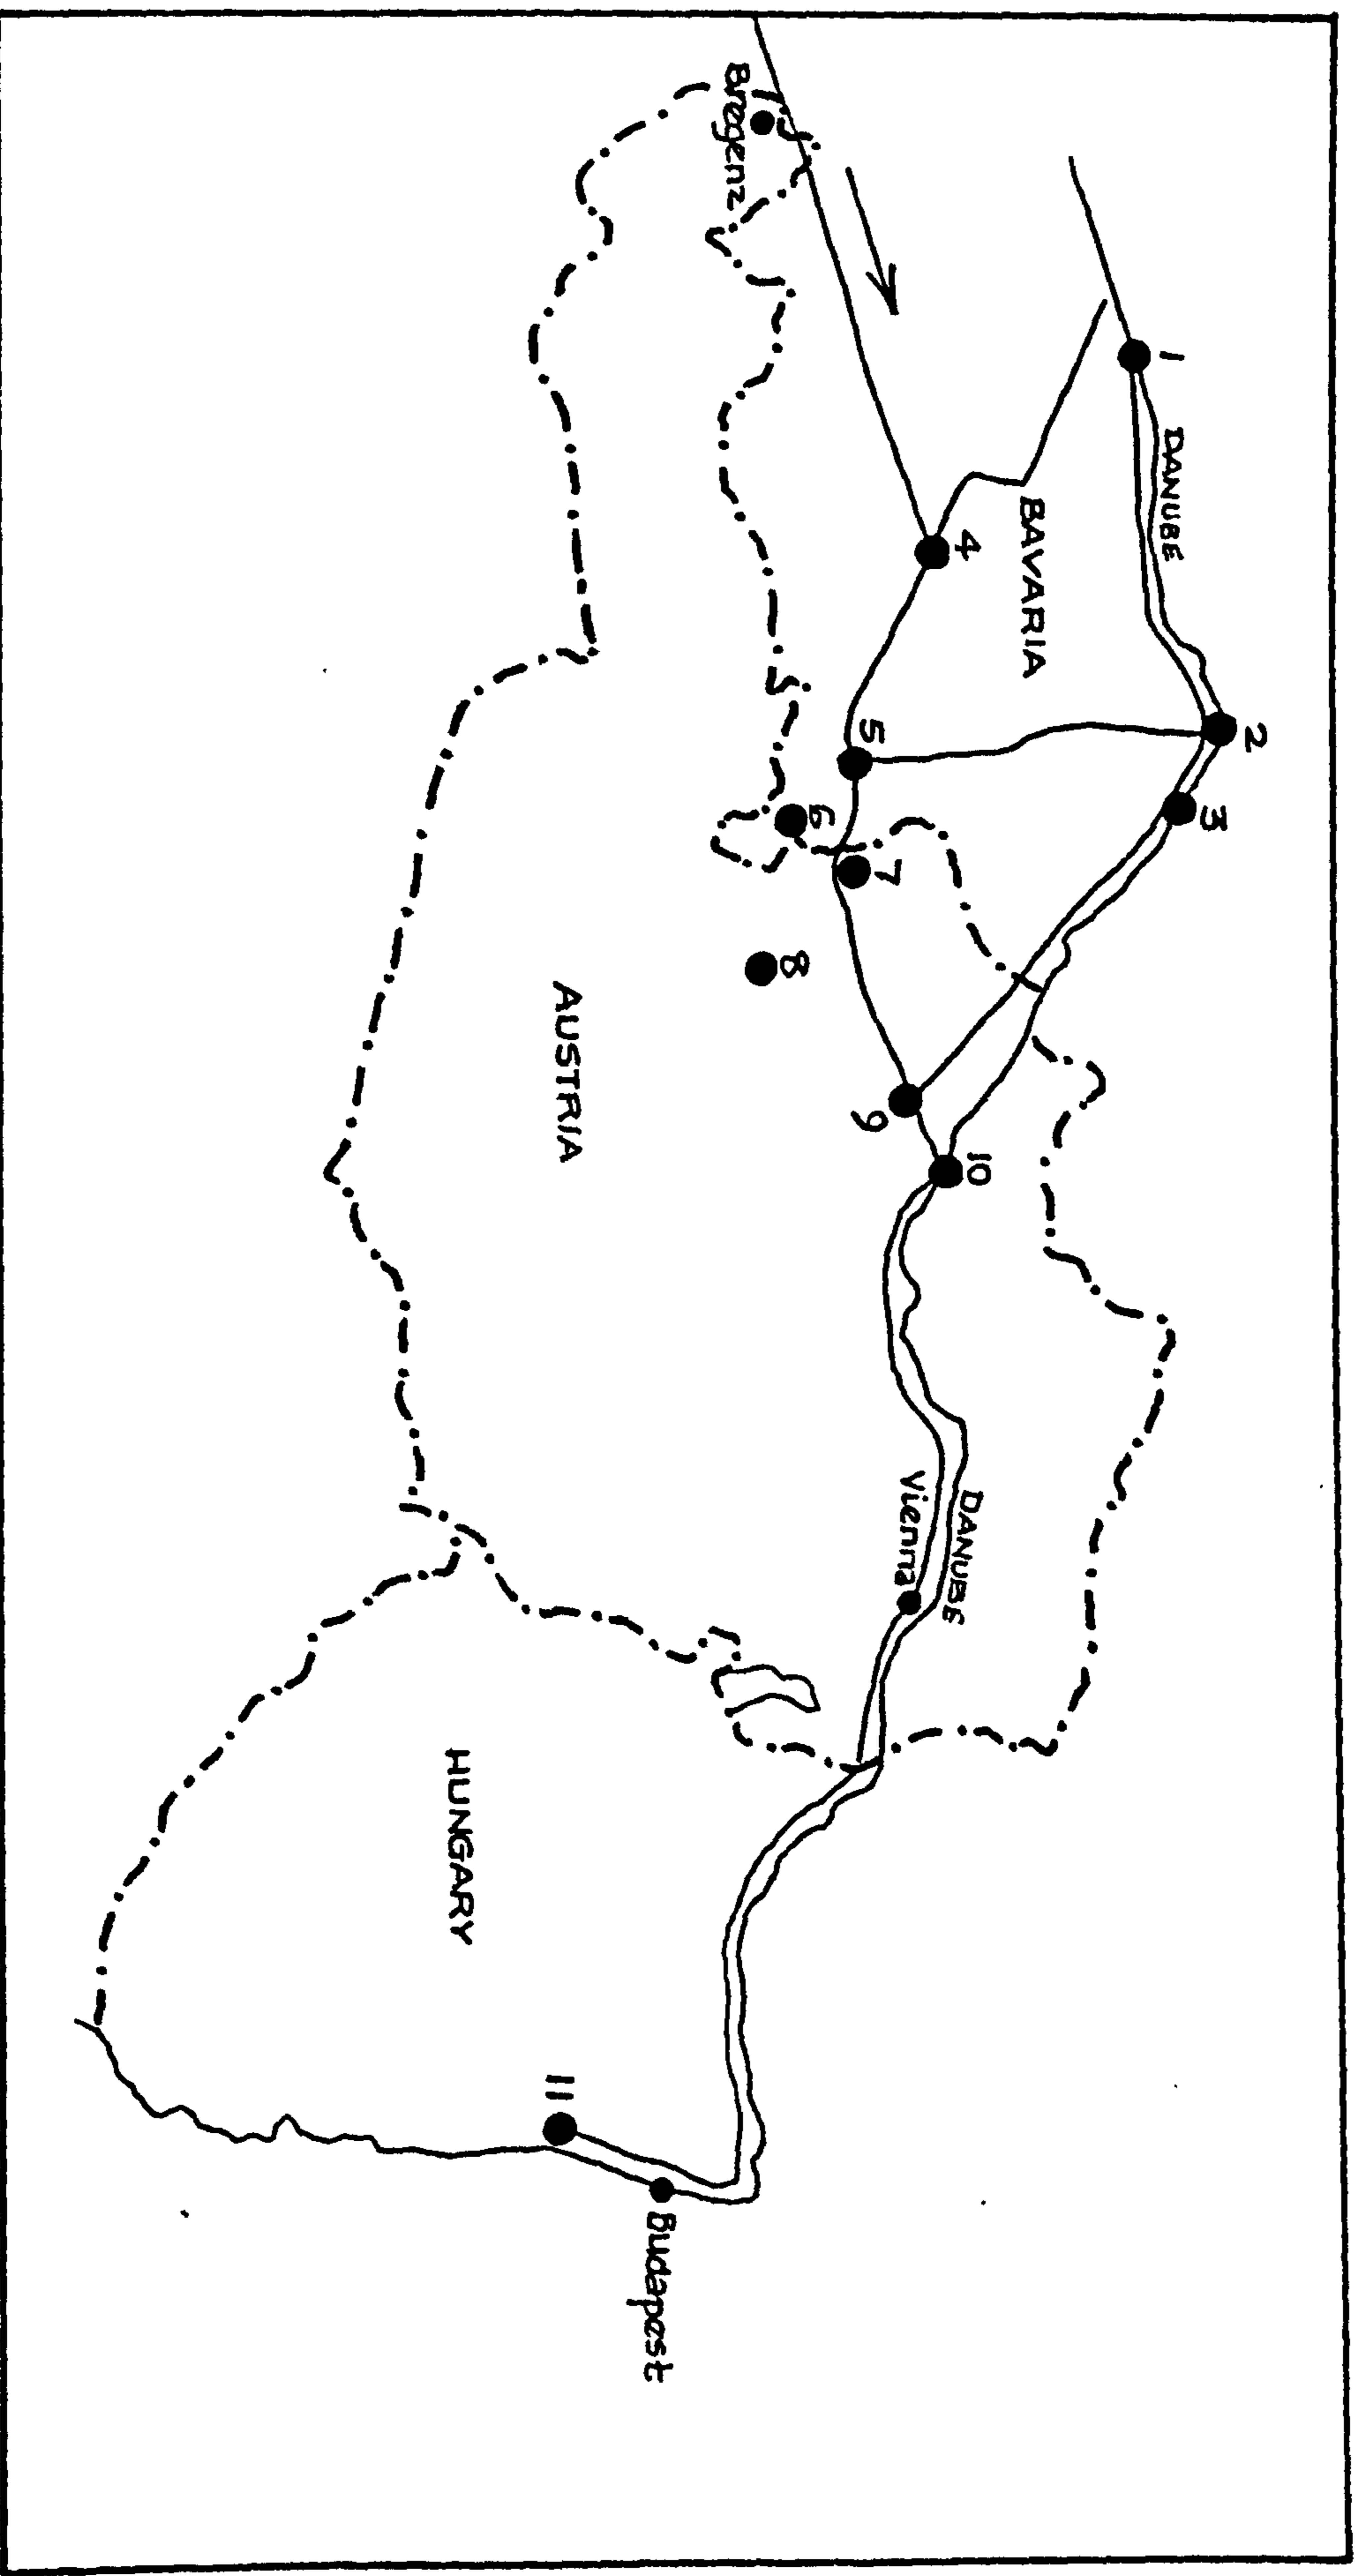 1
DANUBE
2
3
BAVARIA
4
5
6
7
8
9
10
Bregenz
AUSTRIA
DANUBE
Vienna
HUNGARY
11
Budapest